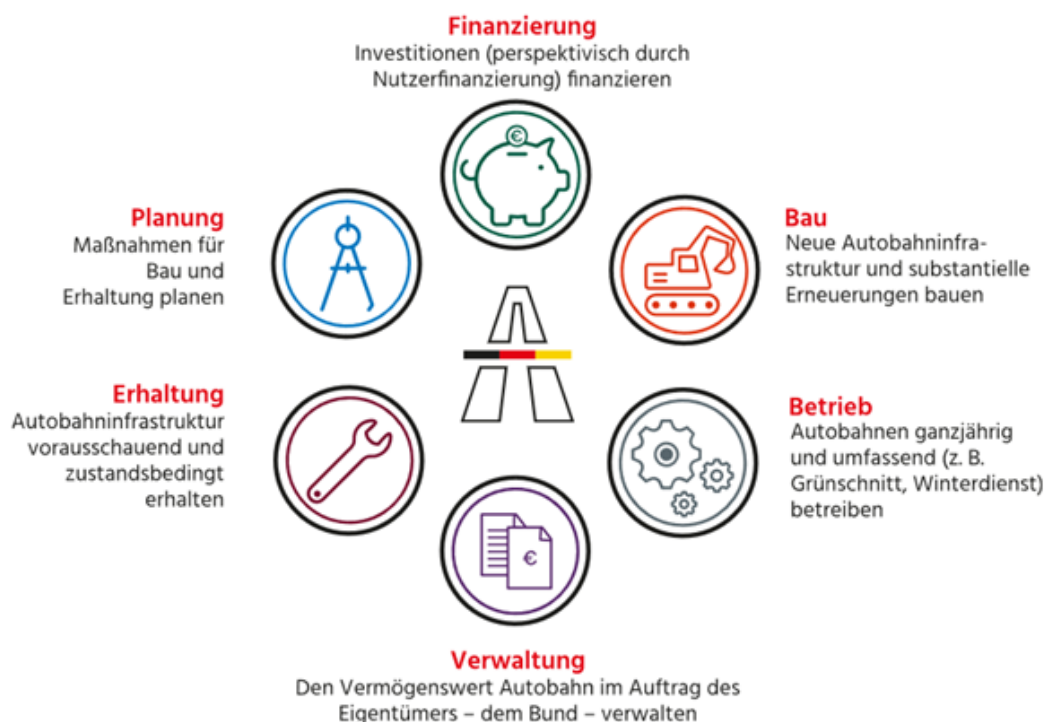 Finanzierung
Investitionen (perspektivisch durch
Nutzerfinanzierung) finanzieren
€
Planung
Maßnahmen für
Bau und
Erhaltung planen
Bau
Neue Autobahninfra-
struktur und substantielle
Erneuerungen bauen
Erhaltung
Autobahninfrastruktur
vorausschauend und
zustandsbedingt
erhalten
Betrieb
Autobahnen ganzjährig
und umfassend (z. B.
Grünschnitt, Winterdienst)
betreiben
€
Verwaltung
Den Vermögenswert Autobahn im Auftrag des
Eigentümers – dem Bund – verwalten